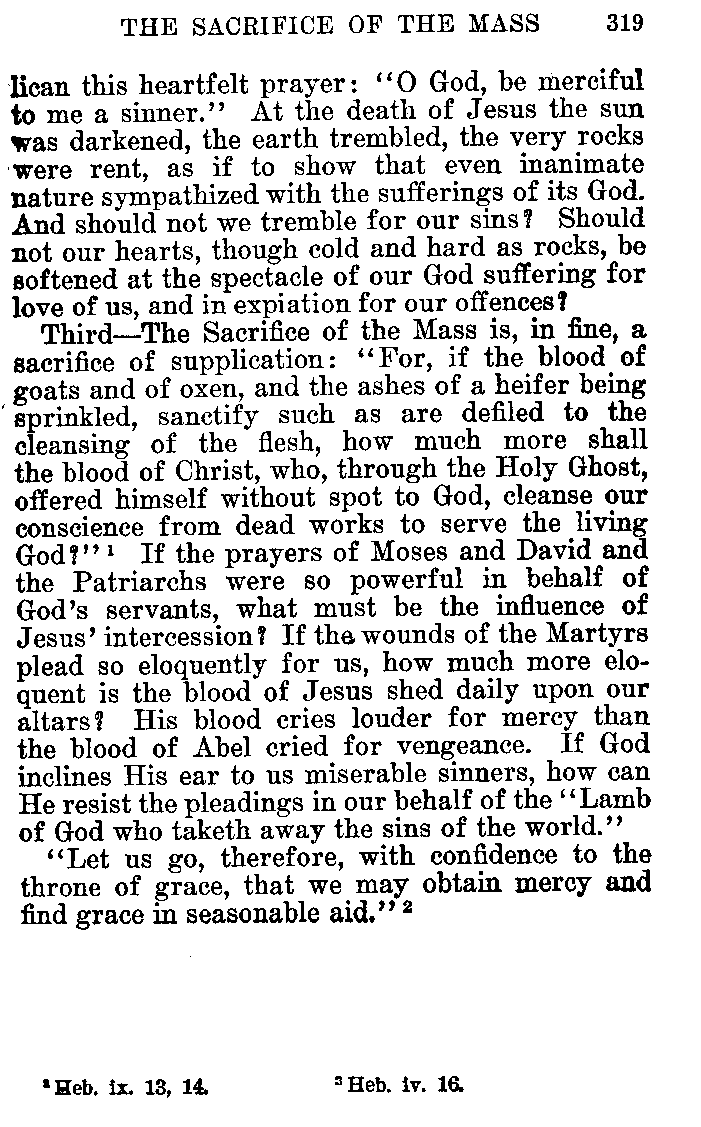 THE SACRIFICE OF THE MASS 319
lican this heartfelt prayer: “O God, be merciful
to me a sinner.” At the death of Jesus the sun
was darkened, the earth trembled, the very rocks
were rent, as if to show that even inanimate
nature sympathized with the sufferings of its God.
And should not we tremble for our sins? Should
not our hearts, though cold and hard as rocks, be
softened at the spectacle of our God suffering for
love of us, and in expiation for our offences?
Third—The Sacrifice of the Mass is, in fine, a
sacrifice of supplication: “For, if the blood of
goats and of oxen, and the ashes of a heifer being
sprinkled, sanctify such as are defiled to the
cleansing of the flesh, how much more shall
the blood of Christ, who, through the Holy Ghost,
offered himself without spot to God, cleanse our
conscience from dead works to serve the living
God?”¹ If the prayers of Moses and David and
the Patriarchs were so powerful in behalf of
God’s servants, what must be the influence of
Jesus’ intercession? If the wounds of the Martyrs
plead so eloquently for us, how much more elo-
quent is the blood of Jesus shed daily upon our
altars? His blood cries louder for mercy than
the blood of Abel cried for vengeance. If God
inclines His ear to us miserable sinners, how can
He resist the pleadings in our behalf of the “Lamb
of God who taketh away the sins of the world.”
“Let us go, therefore, with confidence to the
throne of grace, that we may obtain mercy and
find grace in seasonable aid.”²
¹ Heb. ix. 13, 14. ² Heb. iv. 16.